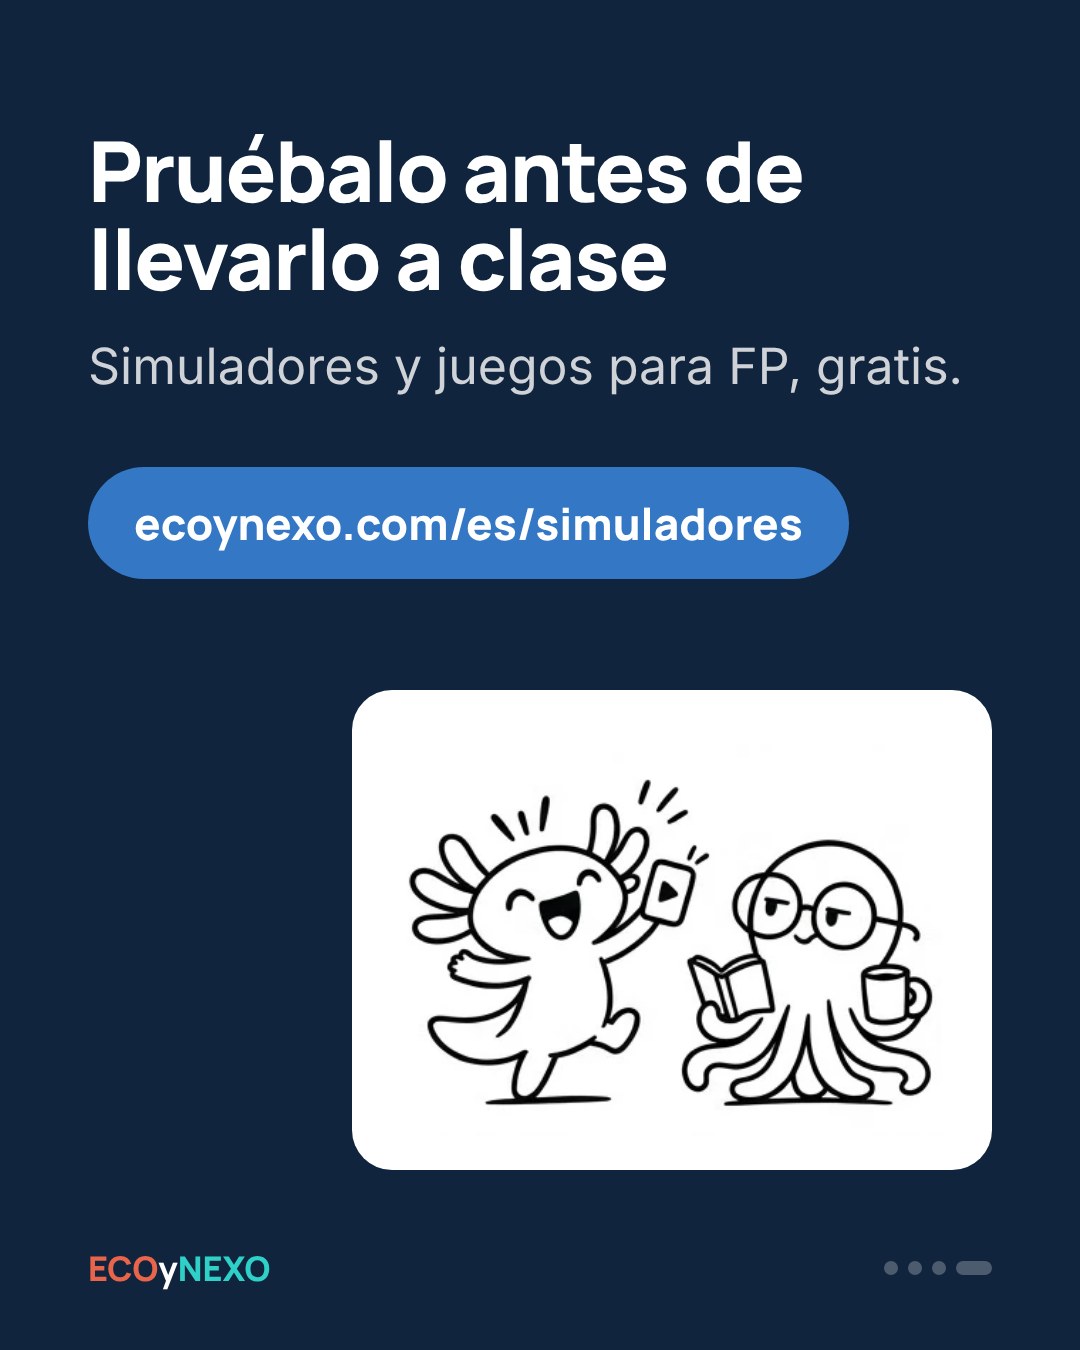 Pruébalo antes de
llevarlo a clase
Simuladores y juegos para FP, gratis.
ecoynexo.com/es/simuladores
ECOyNEXO